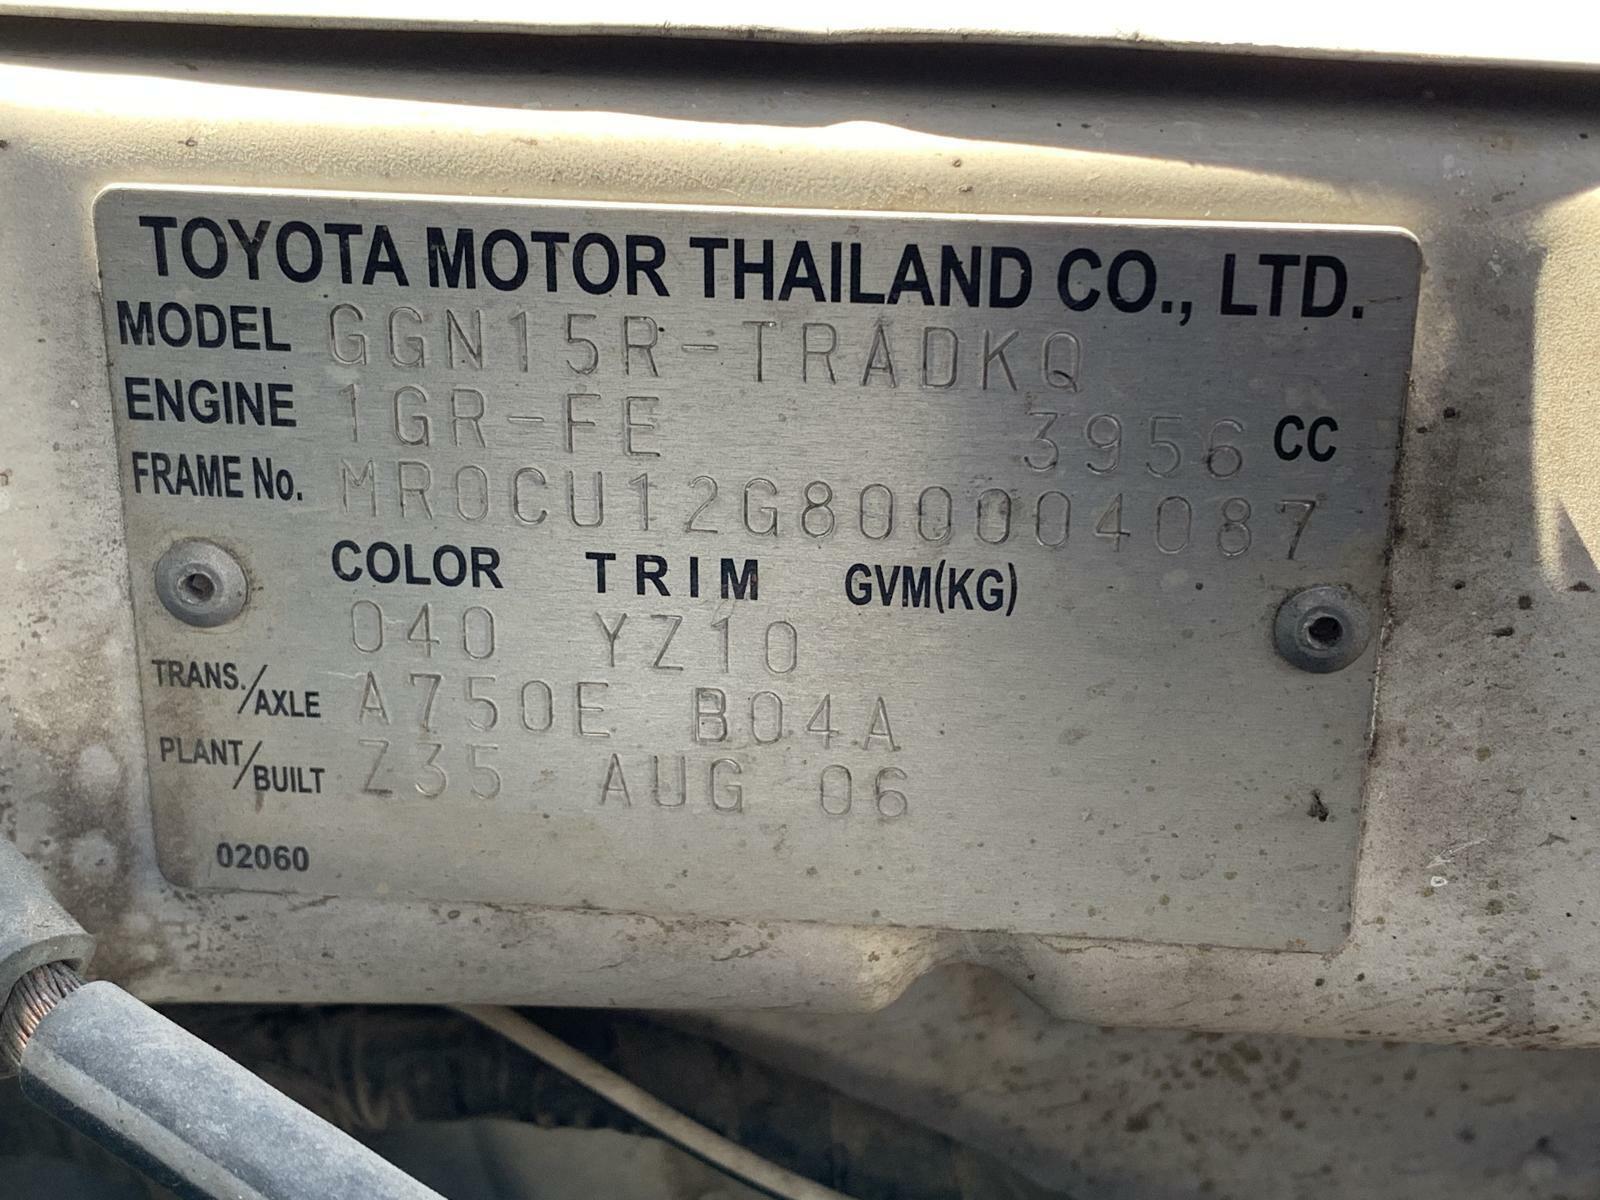 TOYOTA MOTOR THAILAND CO., LTD.
MODEL GGN15R-TRADKQ
ENGINE 1GR-FE 3956 CC
FRAME No. MR0CU12G800004087
COLOR TRIM GVM(KG)
040 YZ10
TRANS./AXLE A750E B04A
PLANT/BUILT Z35 AUG 06
02060